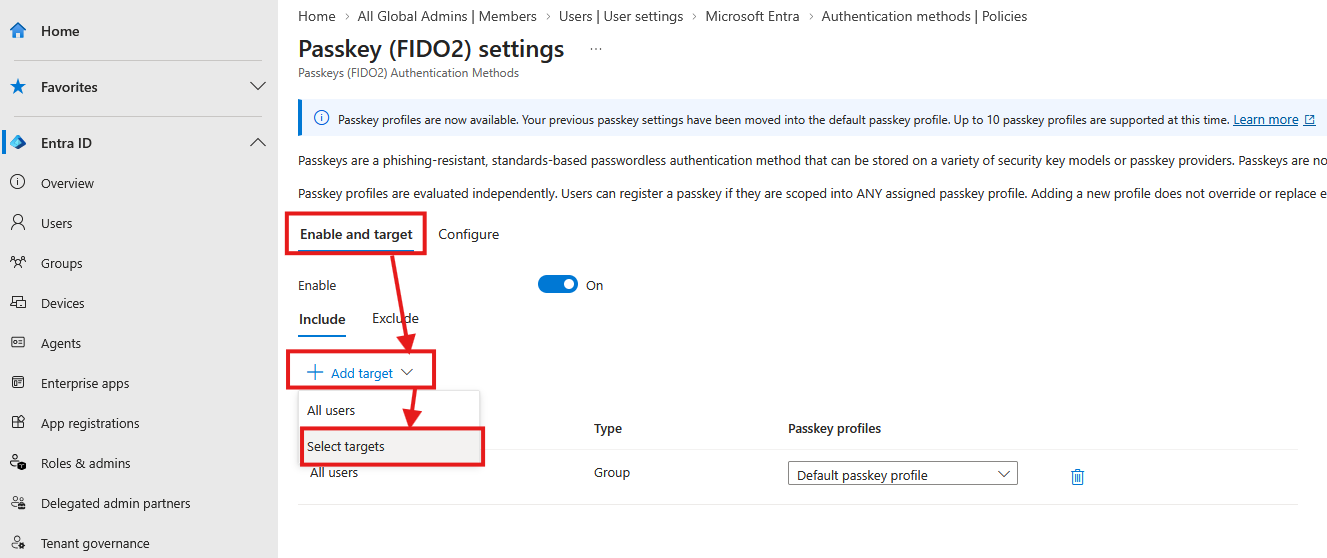 Home
Favorites
Entra ID
Overview
Users
Groups
Devices
Agents
Enterprise apps
App registrations
Roles & admins
Delegated admin partners
Tenant governance
Home > All Global Admins | Members > Users | User settings > Microsoft Entra > Authentication methods | Policies
Passkey (FIDO2) settings ...
Passkeys (FIDO2) Authentication Methods
Passkey profiles are now available. Your previous passkey settings have been moved into the default passkey profile. Up to 10 passkey profiles are supported at this time. Learn more
Passkeys are a phishing-resistant, standards-based passwordless authentication method that can be stored on a variety of security key models or passkey providers. Passkeys are no
Passkey profiles are evaluated independently. Users can register a passkey if they are scoped into ANY assigned passkey profile. Adding a new profile does not override or replace e
Enable and target Configure
Enable On
Include Exclude
Add target
All users
Select targets
Type Passkey profiles
All users Group Default passkey profile